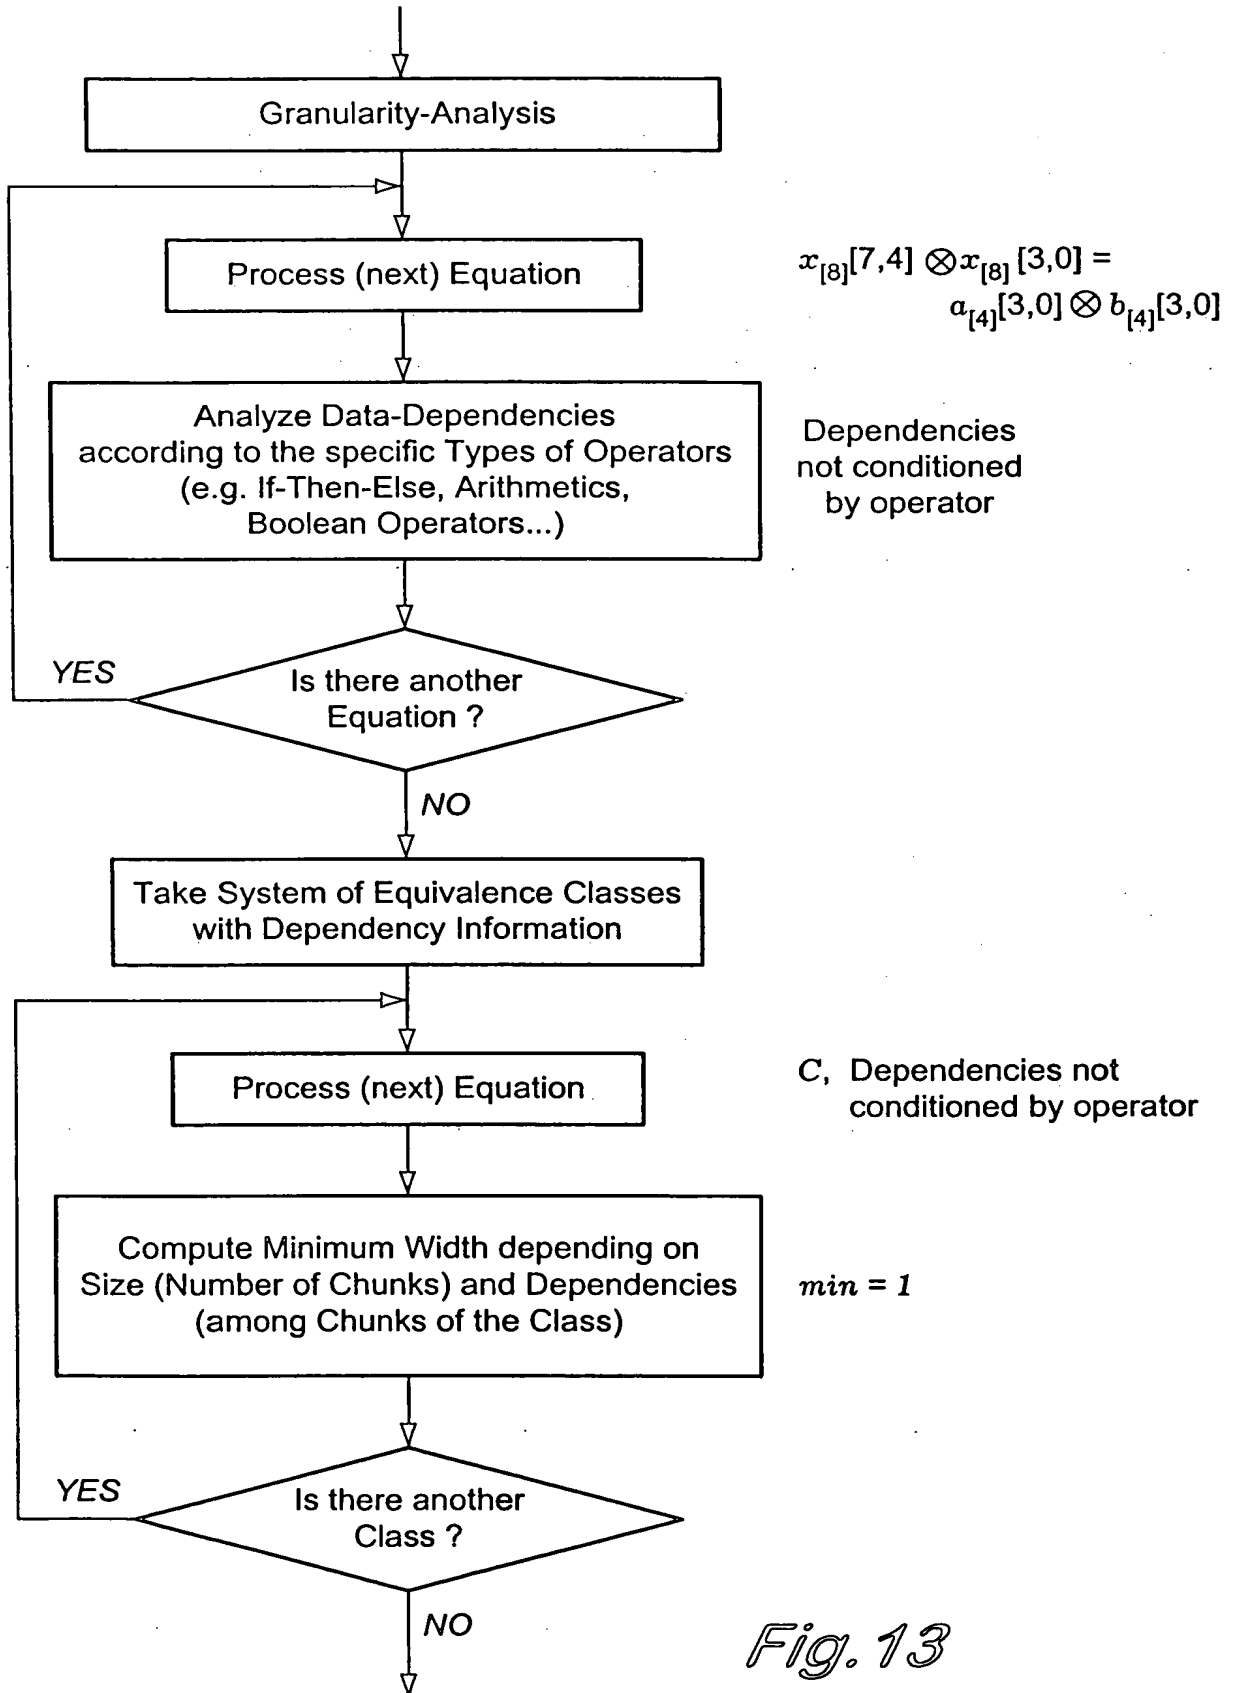 Granularity-Analysis
Process (next) Equation
x[8][7,4] ⊗x[8] [3,0] =
a[4][3,0] ⊗ b[4][3,0]
Analyze Data-Dependencies
according to the specific Types of Operators
(e.g. If-Then-Else, Arithmetics,
Boolean Operators...)
Dependencies
not conditioned
by operator
YES
Is there another
Equation ?
NO
Take System of Equivalence Classes
with Dependency Information
Process (next) Equation
C, Dependencies not
conditioned by operator
Compute Minimum Width depending on
Size (Number of Chunks) and Dependencies
(among Chunks of the Class)
min = 1
YES
Is there another
Class ?
NO
Fig. 13